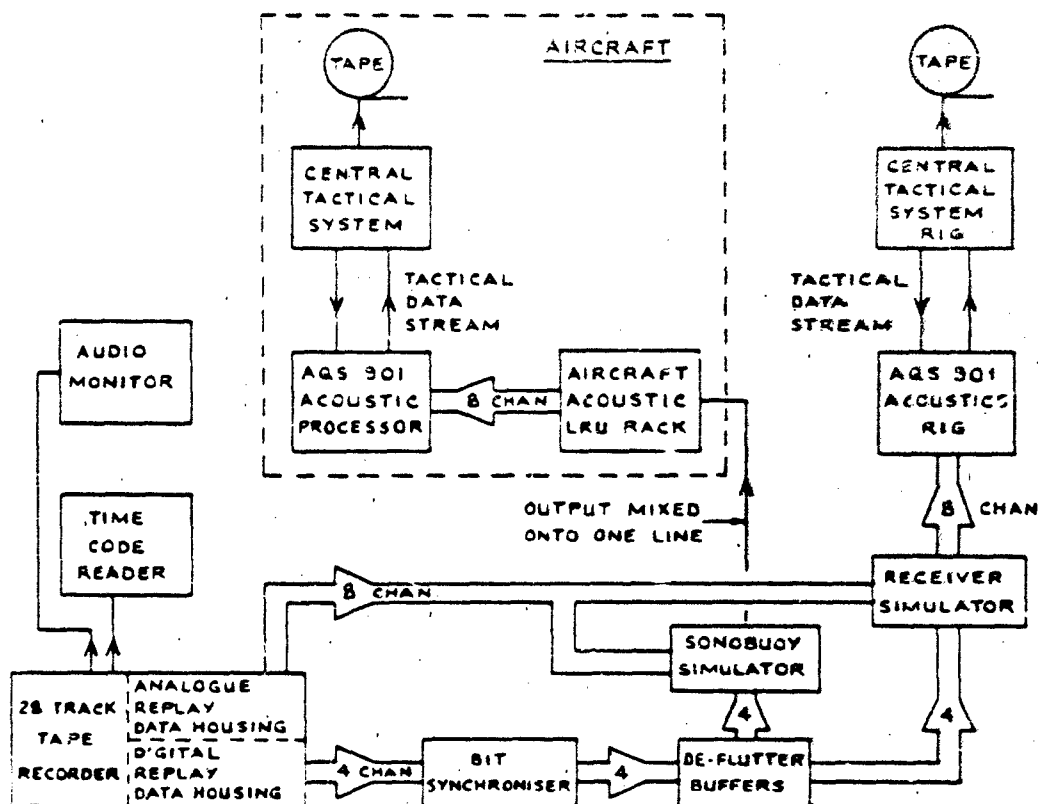 AIRCRAFT
TAPE
TAPE
CENTRAL
TACTICAL
SYSTEM
CENTRAL
TACTICAL
SYSTEM
RIG
TACTICAL
DATA
STREAM
TACTICAL
DATA
STREAM
AUDIO
MONITOR
AQS 901
ACOUSTIC
PROCESSOR
8 CHAN
AIRCRAFT
ACOUSTIC
LRU RACK
AQS 901
ACOUSTICS
RIG
TIME
CODE
READER
OUTPUT MIXED
ONTO ONE LINE
8 CHAN
8 CHAN
RECEIVER
SIMULATOR
SONOBUOY
SIMULATOR
28 TRACK
TAPE
RECORDER
ANALOGUE
REPLAY
DATA HOUSING
D'GITAL
REPLAY
DATA HOUSING
4 CHAN
BIT
SYNCHRONISER
4
4
DE-FLUTTER
BUFFERS
4